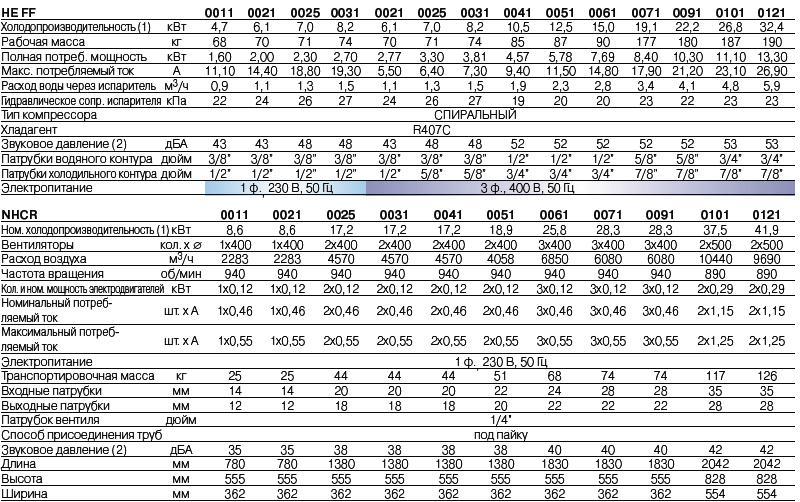 HE FF 0011 0021 0025 0031 0021 0025 0031 0041 0051 0061 0071 0091 0101 0121
Холодопроизводительность (1) кВт 4,7 6,1 7,0 8,2 6,1 7,0 8,2 10,5 12,5 15,0 19,1 22,2 26,8 32,4
Рабочая масса кг 68 70 71 74 70 71 74 85 87 90 177 180 187 190
Полная потреб. мощность кВт 1,60 2,00 2,30 2,70 2,77 3,30 3,81 4,57 5,78 7,69 8,40 10,30 11,10 13,30
Макс. потребляемый ток А 11,10 14,40 18,80 19,30 5,50 6,40 7,30 9,40 11,50 14,80 17,90 21,20 23,10 26,90
Расход воды через испаритель м³/ч 0,9 1,1 1,3 1,5 1,1 1,3 1,5 1,9 2,3 2,8 3,4 4,1 4,8 5,9
Гидравлическое сопр. испарителя кПа 22 24 26 27 24 26 27 19 20 20 23 22 23 23
Тип компрессора СПИРАЛЬНЫЙ
Хладагент R407C
Звуковое давление (2) дБА 43 43 48 48 43 43 48 52 52 52 52 52 53 53
Патрубки водяного контура дюйм 3/8" 3/8" 3/8" 3/8" 3/8" 3/8" 3/8" 1/2" 1/2" 1/2" 5/8" 5/8" 3/4" 3/4"
Патрубки холодильного контура дюйм 1/2" 1/2" 1/2" 1/2" 1/2" 5/8" 5/8" 3/4" 3/4" 3/4" 7/8" 7/8" 7/8" 7/8"
Электропитание 1 ф., 230 В, 50 Гц 3 ф., 400 В, 50 Гц
NHCR 0011 0021 0025 0031 0041 0051 0061 0071 0091 0101 0121
Ном. холодопроизводительность (1) кВт 8,6 8,6 17,2 17,2 17,2 18,9 25,8 28,3 28,3 37,5 41,9
Вентиляторы кол. x ⌀ 1x400 1x400 2x400 2x400 2x400 2x400 3x400 3x400 3x400 2x500 2x500
Расход воздуха м³/ч 2283 2283 4570 4570 4570 4058 6850 6080 6080 10440 9690
Частота вращения об/мин 940 940 940 940 940 940 940 940 940 890 890
Кол. и ном. мощность электродвигателей кВт 1x0,12 1x0,12 2x0,12 2x0,12 2x0,12 2x0,12 3x0,12 3x0,12 3x0,12 2x0,29 2x0,29
Номинальный потреб-
ляемый ток шт. x А 1x0,46 1x0,46 2x0,46 2x0,46 2x0,46 2x0,46 3x0,46 3x0,46 3x0,46 2x1,15 2x1,15
Максимальный потреб-
ляемый ток шт. x А 1x0,55 1x0,55 2x0,55 2x0,55 2x0,55 2x0,55 3x0,55 3x0,55 3x0,55 2x1,25 2x1,25
Электропитание 1 ф., 230 В, 50 Гц
Транспортировочная масса кг 25 25 44 44 44 51 68 74 74 117 126
Входные патрубки мм 14 14 20 20 20 22 24 28 28 35 35
Выходные патрубки мм 12 12 18 18 18 20 22 22 22 28 28
Патрубок вентиля дюйм 1/4"
Способ присоединения труб под пайку
Звуковое давление (2) дБА 35 35 38 38 38 38 40 40 40 42 42
Длина мм 780 780 1380 1380 1380 1380 1830 1830 1830 2042 2042
Высота мм 555 555 555 555 555 555 555 555 555 828 828
Ширина мм 362 362 362 362 362 362 362 362 362 554 554